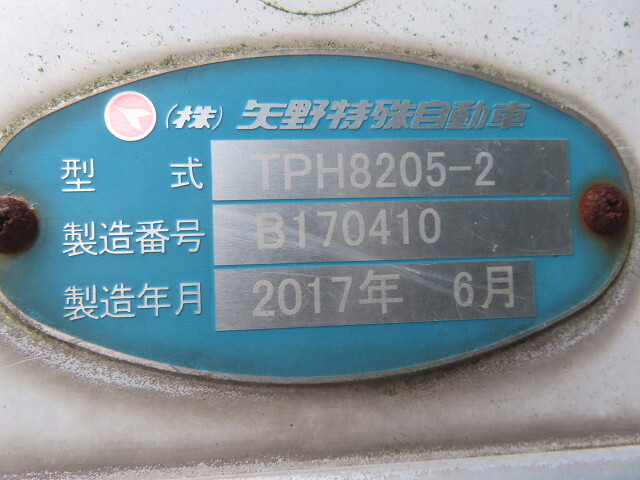 (株) 矢野特殊自動車
型式 TPH8205-2
製造番号 B170410
製造年月 2017年 6月